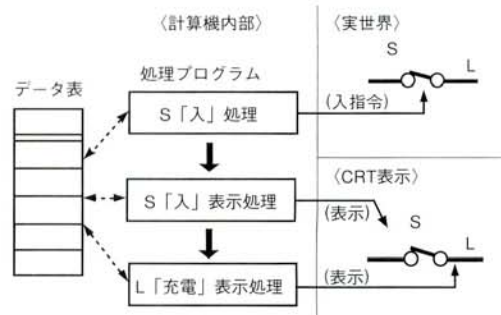 〈計算機内部〉
〈実世界〉
処理プログラム
S
L
データ表
S「入」処理
(入指令)
〈CRT表示〉
S「入」表示処理
(表示)
S
L
(表示)
L「充電」表示処理